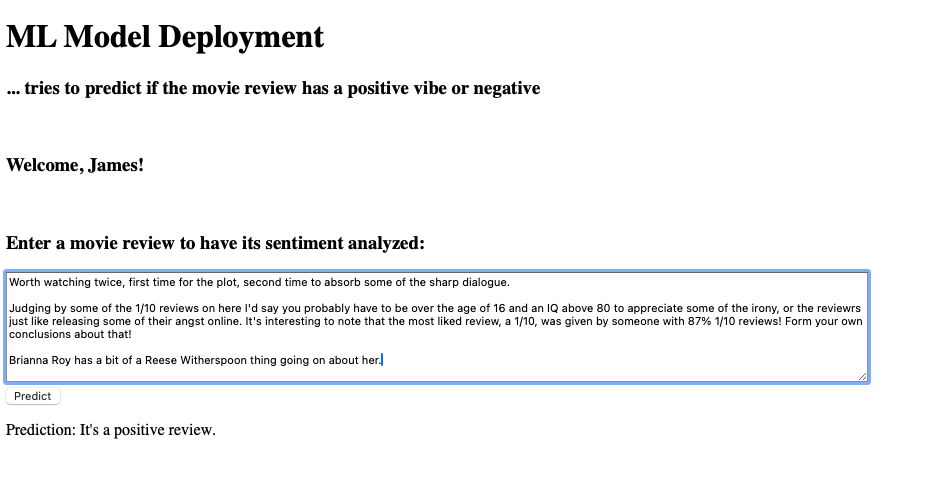 ML Model Deployment
... tries to predict if the movie review has a positive vibe or negative
Welcome, James!
Enter a movie review to have its sentiment analyzed:
Worth watching twice, first time for the plot, second time to absorb some of the sharp dialogue.
Judging by some of the 1/10 reviews on here I'd say you probably have to be over the age of 16 and an IQ above 80 to appreciate some of the irony, or the reviewrs
just like releasing some of their angst online. It's interesting to note that the most liked review, a 1/10, was given by someone with 87% 1/10 reviews! Form your own
conclusions about that!
Brianna Roy has a bit of a Reese Witherspoon thing going on about her.
Predict
Prediction: It's a positive review.